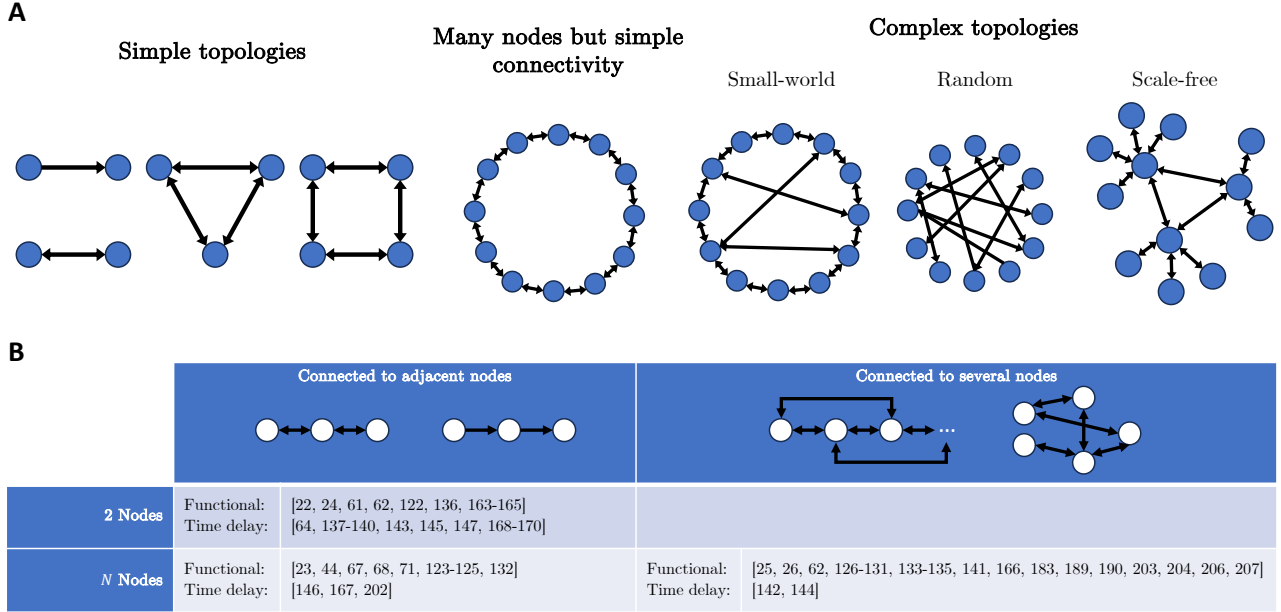 A
Simple topologies
Many nodes but simple
connectivity
Complex topologies
Small-world
Random
Scale-free
B
Connected to adjacent nodes
Connected to several nodes
...
2 Nodes
Functional: [22, 24, 61, 62, 122, 136, 163-165]
Time delay: [64, 137-140, 143, 145, 147, 168-170]
N Nodes
Functional: [23, 44, 67, 68, 71, 123-125, 132]
Time delay: [146, 167, 202]
Functional: [25, 26, 62, 126-131, 133-135, 141, 166, 183, 189, 190, 203, 204, 206, 207]
Time delay: [142, 144]